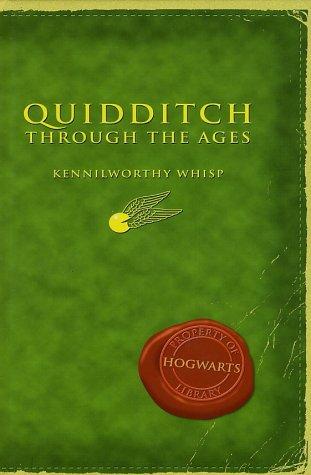 QUIDDITCH
THROUGH THE AGES
KENNILWORTHY WHISP
PROPERTY OF
HOGWARTS
LIBRARY